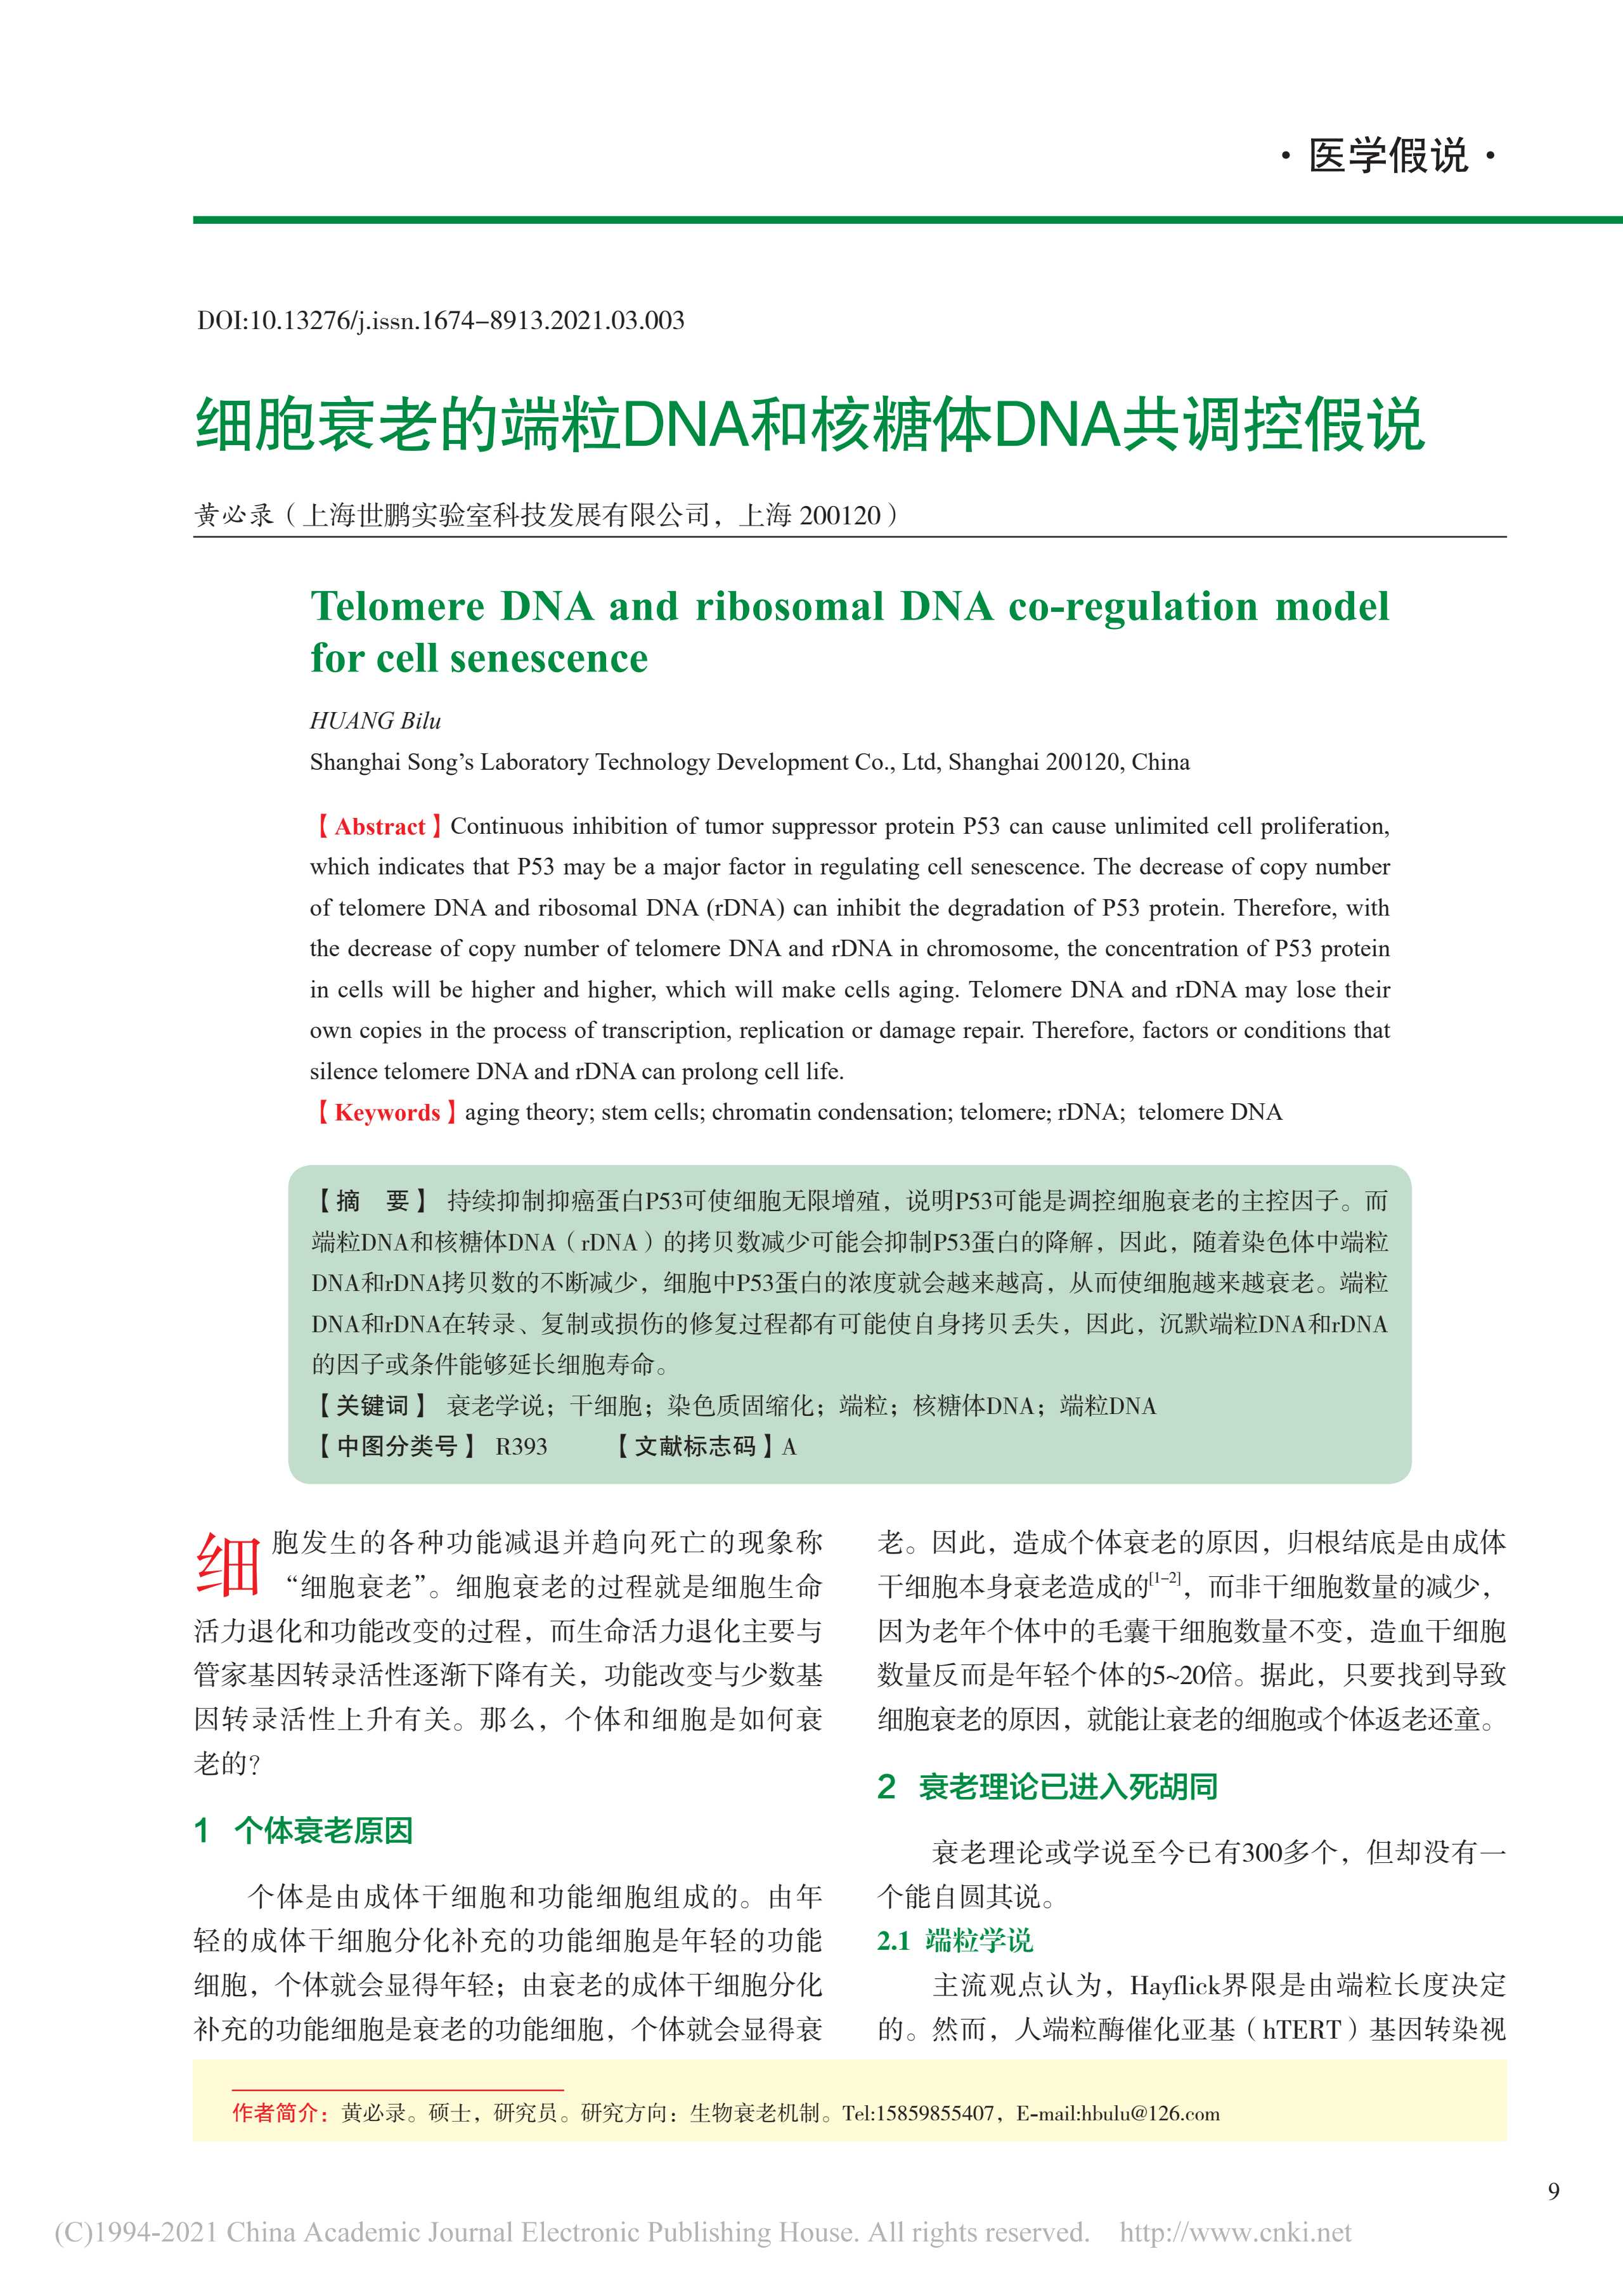 ·医学假说·
DOI:10.13276/j.issn.1674-8913.2021.03.003
细胞衰老的端粒DNA和核糖体DNA共调控假说
黄必录（上海世鹏实验室科技发展有限公司，上海 200120）
Telomere DNA and ribosomal DNA co-regulation model
for cell senescence
HUANG Bilu
Shanghai Song’s Laboratory Technology Development Co., Ltd, Shanghai 200120, China
【Abstract】Continuous inhibition of tumor suppressor protein P53 can cause unlimited cell proliferation,
which indicates that P53 may be a major factor in regulating cell senescence. The decrease of copy number
of telomere DNA and ribosomal DNA (rDNA) can inhibit the degradation of P53 protein. Therefore, with
the decrease of copy number of telomere DNA and rDNA in chromosome, the concentration of P53 protein
in cells will be higher and higher, which will make cells aging. Telomere DNA and rDNA may lose their
own copies in the process of transcription, replication or damage repair. Therefore, factors or conditions that
silence telomere DNA and rDNA can prolong cell life.
【Keywords】aging theory; stem cells; chromatin condensation; telomere; rDNA; telomere DNA
【摘　要】 持续抑制抑癌蛋白P53可使细胞无限增殖，说明P53可能是调控细胞衰老的主控因子。而
端粒DNA和核糖体DNA（rDNA）的拷贝数减少可能会抑制P53蛋白的降解，因此，随着染色体中端粒
DNA和rDNA拷贝数的不断减少，细胞中P53蛋白的浓度就会越来越高，从而使细胞越来越衰老。端粒
DNA和rDNA在转录、复制或损伤的修复过程都有可能使自身拷贝丢失，因此，沉默端粒DNA和rDNA
的因子或条件能够延长细胞寿命。
【关键词】 衰老学说；干细胞；染色质固缩化；端粒；核糖体DNA；端粒DNA
【中图分类号】 R393　　【文献标志码】A
细胞发生的各种功能减退并趋向死亡的现象称
“细胞衰老”。细胞衰老的过程就是细胞生命
活力退化和功能改变的过程，而生命活力退化主要与
管家基因转录活性逐渐下降有关，功能改变与少数基
因转录活性上升有关。那么，个体和细胞是如何衰
老的？
1 个体衰老原因
个体是由成体干细胞和功能细胞组成的。由年
轻的成体干细胞分化补充的功能细胞是年轻的功能
细胞，个体就会显得年轻；由衰老的成体干细胞分化
补充的功能细胞是衰老的功能细胞，个体就会显得衰
老。因此，造成个体衰老的原因，归根结底是由成体
干细胞本身衰老造成的[1-2]，而非干细胞数量的减少，
因为老年个体中的毛囊干细胞数量不变，造血干细胞
数量反而是年轻个体的5~20倍。据此，只要找到导致
细胞衰老的原因，就能让衰老的细胞或个体返老还童。
2 衰老理论已进入死胡同
衰老理论或学说至今已有300多个，但却没有一
个能自圆其说。
2.1 端粒学说
主流观点认为，Hayflick界限是由端粒长度决定
的。然而，人端粒酶催化亚基（hTERT）基因转染视
作者简介：黄必录。硕士，研究员。研究方向：生物衰老机制。Tel:15859855407，E-mail:hbulu@126.com
9
(C)1994-2021 China Academic Journal Electronic Publishing House. All rights reserved. http://www.cnki.net